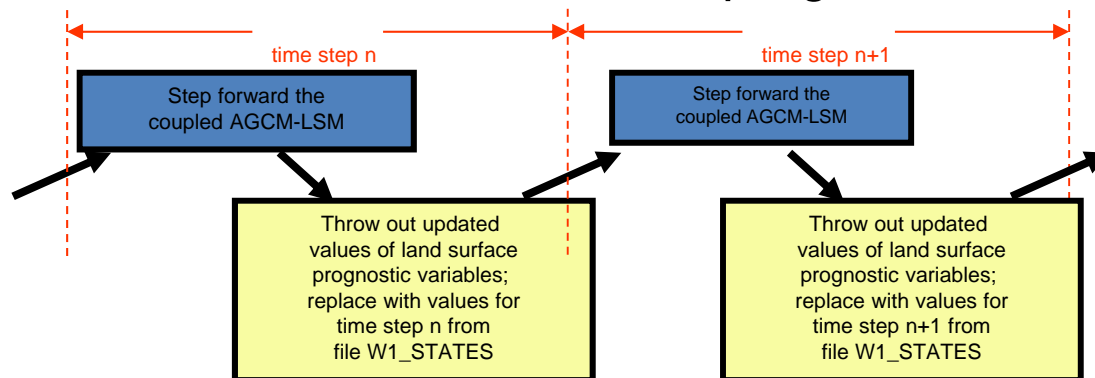 time step n
time step n+1
Step forward the
coupled AGCM-LSM
Step forward the
coupled AGCM-LSM
Throw out updated
values of land surface
prognostic variables;
replace with values for
time step n from
file W1_STATES
Throw out updated
values of land surface
prognostic variables;
replace with values for
time step n+1 from
file W1_STATES